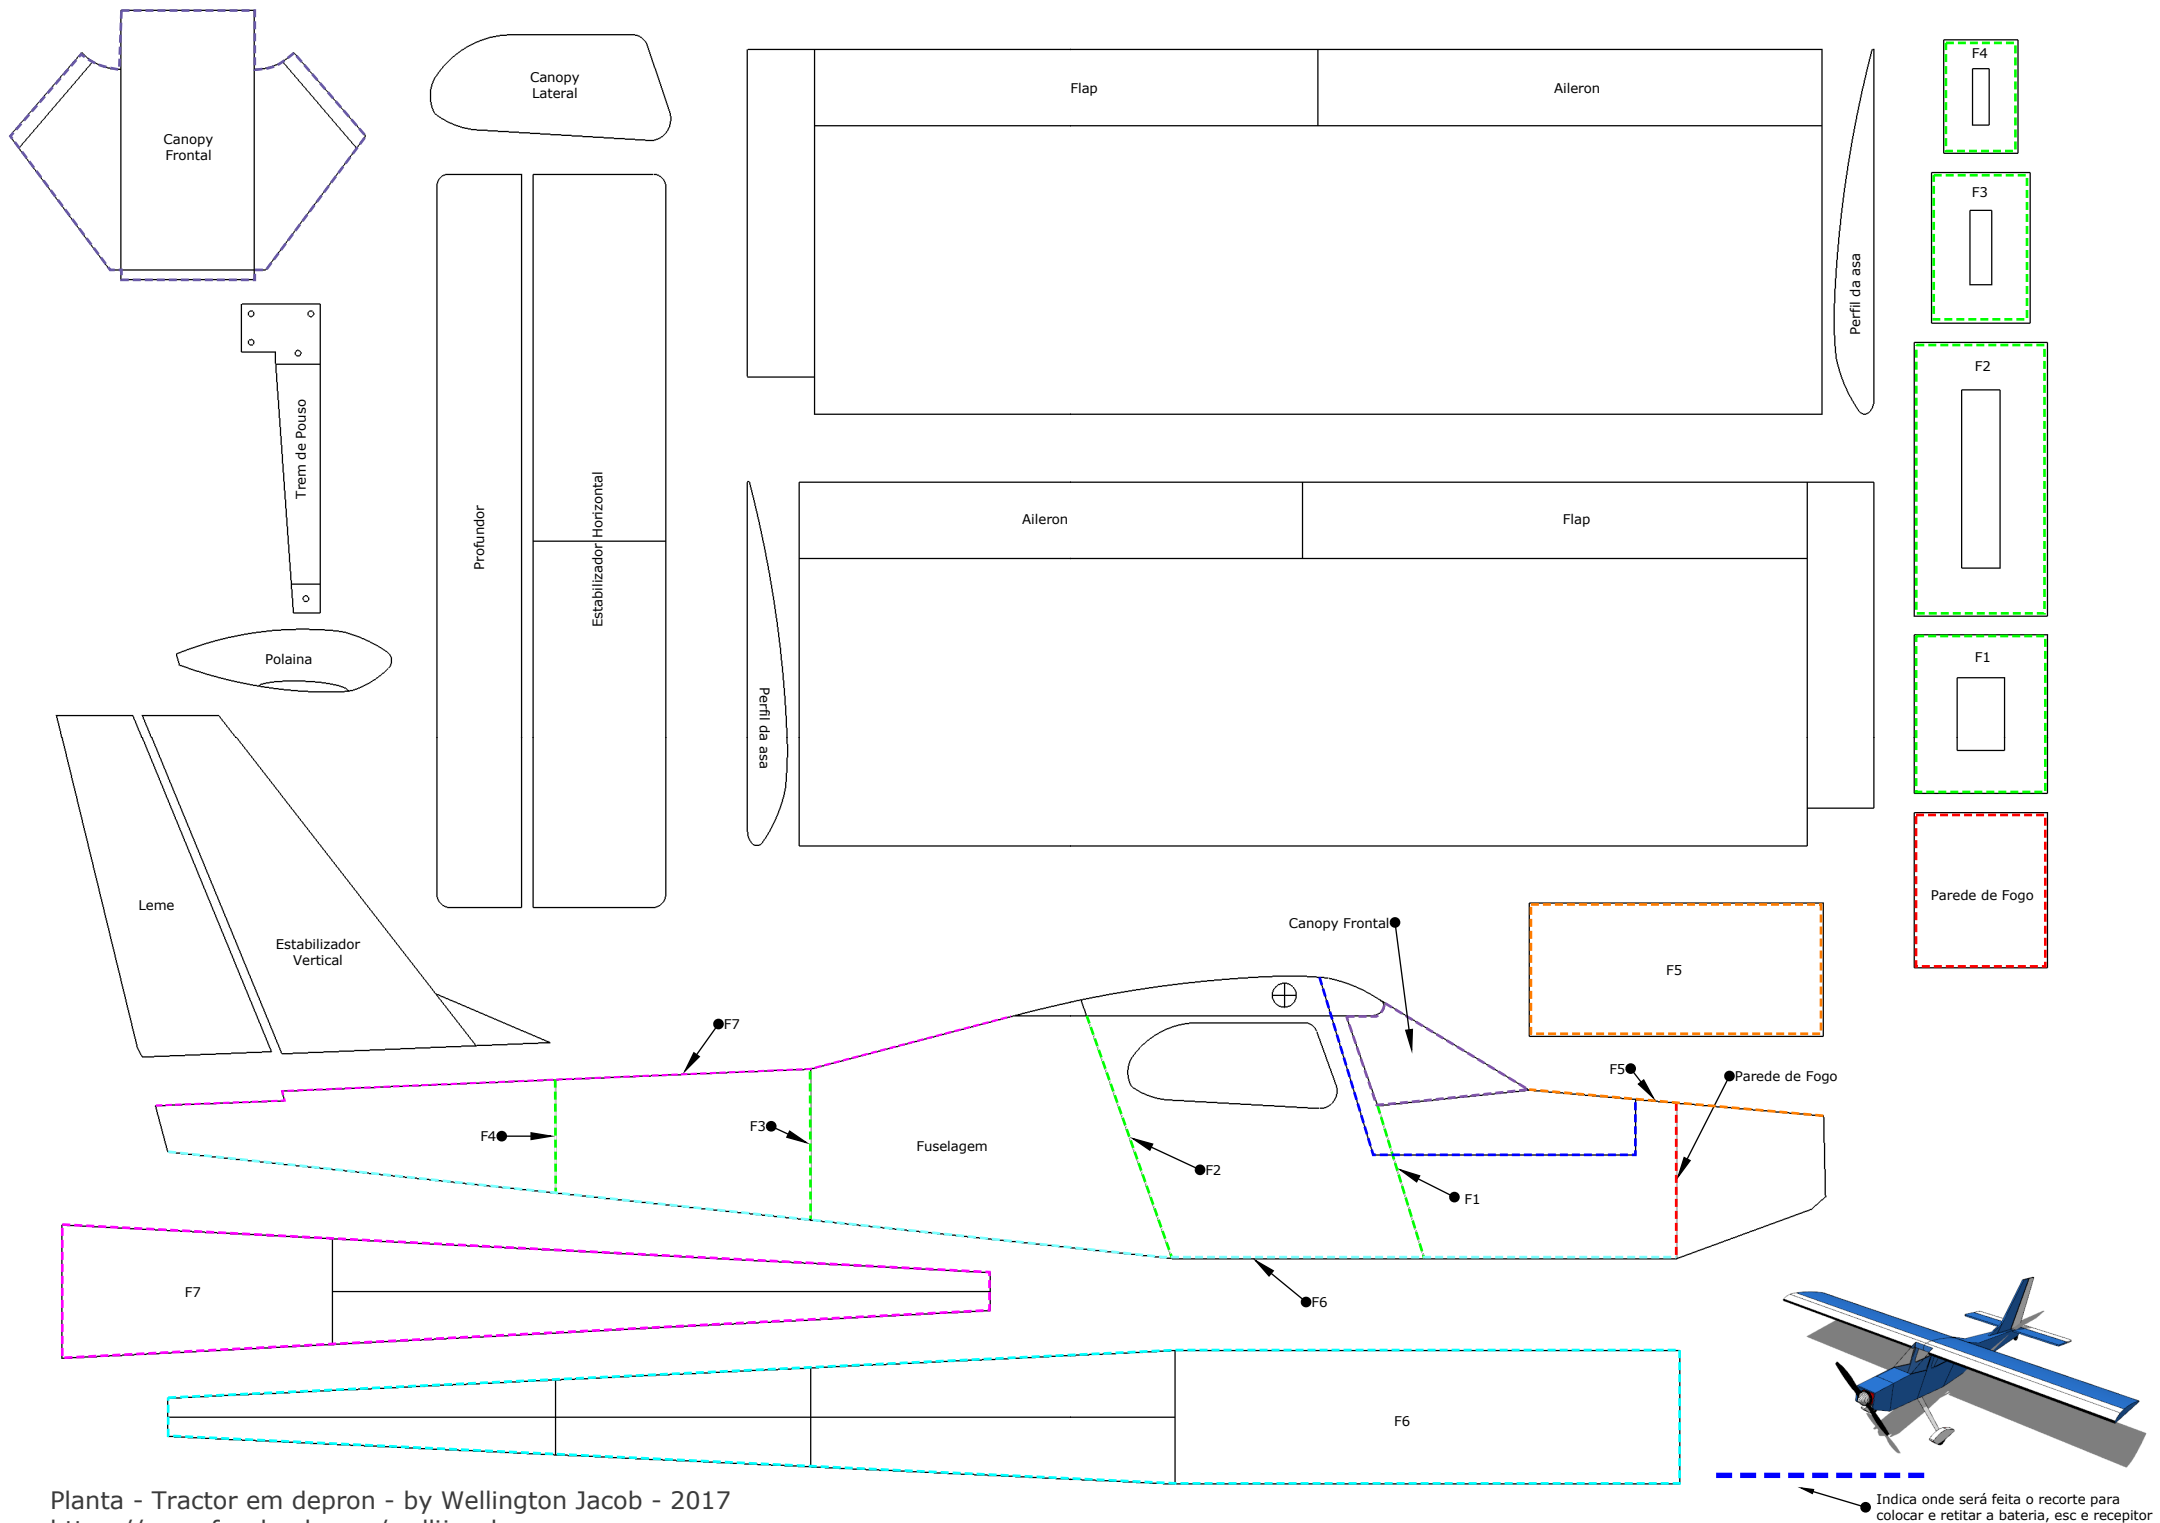 Canopy
Frontal
Canopy
Lateral
Flap
Aileron
Perfil da asa
F4
F3
F2
F1
Parede de Fogo
Trem de Pouso
Profundor
Estabilizador Horizontal
Polaina
Aileron
Flap
Perfil da asa
Leme
Estabilizador
Vertical
Canopy Frontal
F5
F7
F5
Parede de Fogo
F4
F3
Fuselagem
F2
F1
F6
F7
F6
Planta - Tractor em depron - by Wellington Jacob - 2017
Indica onde será feita o recorte para
colocar e retitar a bateria, esc e recepitor